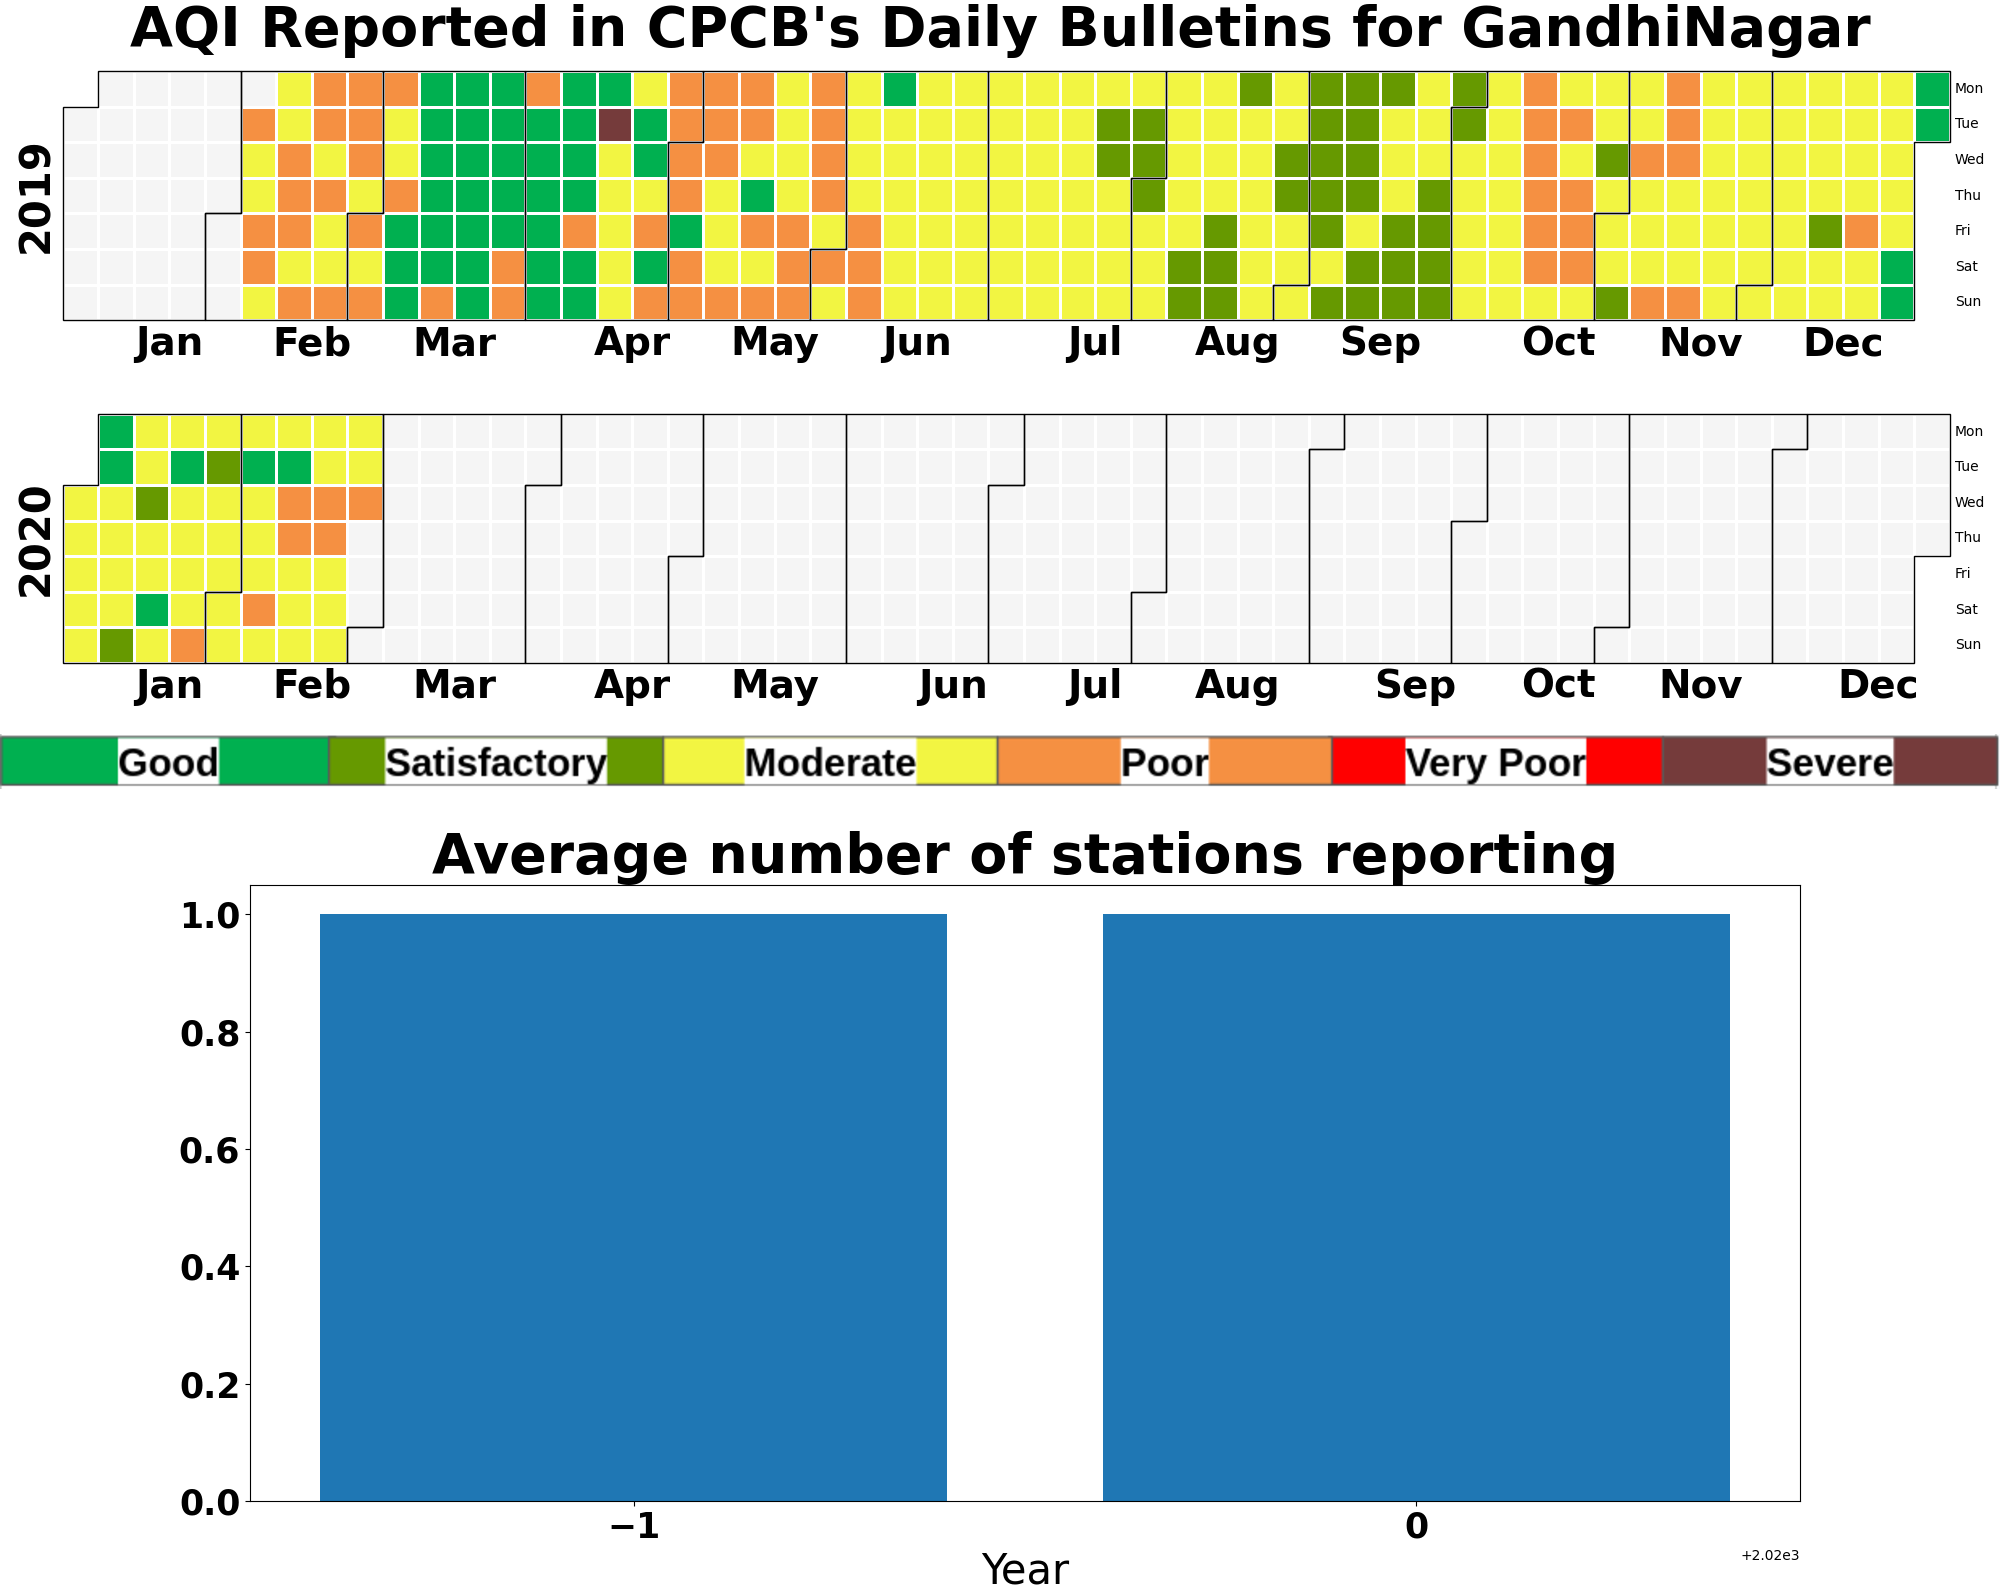 AQI Reported in CPCB's Daily Bulletins for GandhiNagar
2019
Mon
Tue
Wed
Thu
Fri
Sat
Sun
Jan Feb Mar Apr May Jun Jul Aug Sep Oct Nov Dec
2020
Mon
Tue
Wed
Thu
Fri
Sat
Sun
Jan Feb Mar Apr May Jun Jul Aug Sep Oct Nov Dec
Good Satisfactory Moderate Poor Very Poor Severe
Average number of stations reporting
1.0
0.8
0.6
0.4
0.2
0.0
−1 0
+2.02e3
Year